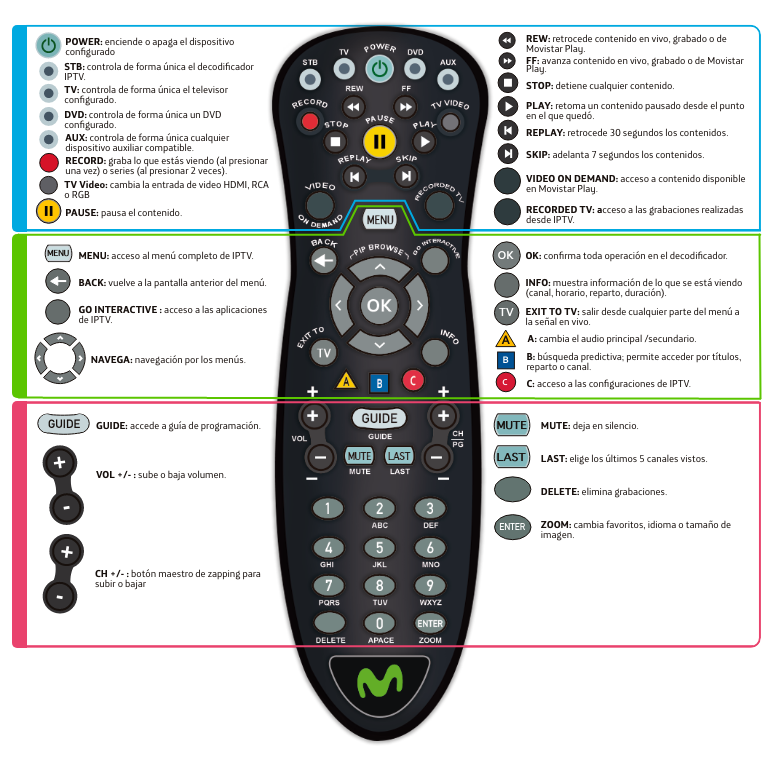 POWER: enciende o apaga el dispositivo
configurado
STB: controla de forma única el decodificador
IPTV.
TV: controla de forma única el televisor
configurado.
DVD: controla de forma única un DVD
configurado.
AUX: controla de forma única cualquier
dispositivo auxiliar compatible.
RECORD: graba lo que estás viendo (al presionar
una vez) o series (al presionar 2 veces).
TV Video: cambia la entrada de video HDMI, RCA
o RGB
PAUSE: pausa el contenido.
STB
TV
POWER
DVD
AUX
REW
FF
RECORD
TV VIDEO
STOP
PAUSE
PLAY
REPLAY
SKIP
VIDEO
ON DEMAND
RECORDED TV
MENU
REW: retrocede contenido en vivo, grabado o de
Movistar Play.
FF: avanza contenido en vivo, grabado o de Movistar
Play.
STOP: detiene cualquier contenido.
PLAY: retoma un contenido pausado desde el punto
en el que quedó.
REPLAY: retrocede 30 segundos los contenidos.
SKIP: adelanta 7 segundos los contenidos.
VIDEO ON DEMAND: acceso a contenido disponible
en Movistar Play.
RECORDED TV: acceso a las grabaciones realizadas
desde IPTV.
MENU
MENU: acceso al menú completo de IPTV.
BACK: vuelve a la pantalla anterior del menú.
GO INTERACTIVE : acceso a las aplicaciones
de IPTV.
NAVEGA: navegación por los menús.
BACK
PIP BROWSE
GO INTERACTIVE
OK
EXIT TO
TV
INFO
A
B
C
OK
OK: confirma toda operación en el decodificador.
INFO: muestra información de lo que se está viendo
(canal, horario, reparto, duración).
TV
EXIT TO TV: salir desde cualquier parte del menú a
la señal en vivo.
A
A: cambia el audio principal /secundario.
B
B: búsqueda predictiva; permite acceder por títulos,
reparto o canal.
C
C: acceso a las configuraciones de IPTV.
GUIDE
GUIDE: accede a guía de programación.
+
-
VOL +/- : sube o baja volumen.
+
-
CH +/- : botón maestro de zapping para
subir o bajar
+
+
+
+
GUIDE
GUIDE
VOL
CH
PG
MUTE
LAST
−
−
MUTE
LAST
−
−
1
2
3
ABC
DEF
4
5
6
GHI
JKL
MNO
7
8
9
PQRS
TUV
WXYZ
0
ENTER
DELETE
APACE
ZOOM
MUTE
MUTE: deja en silencio.
LAST
LAST: elige los últimos 5 canales vistos.
DELETE: elimina grabaciones.
ENTER
ZOOM: cambia favoritos, idioma o tamaño de
imagen.